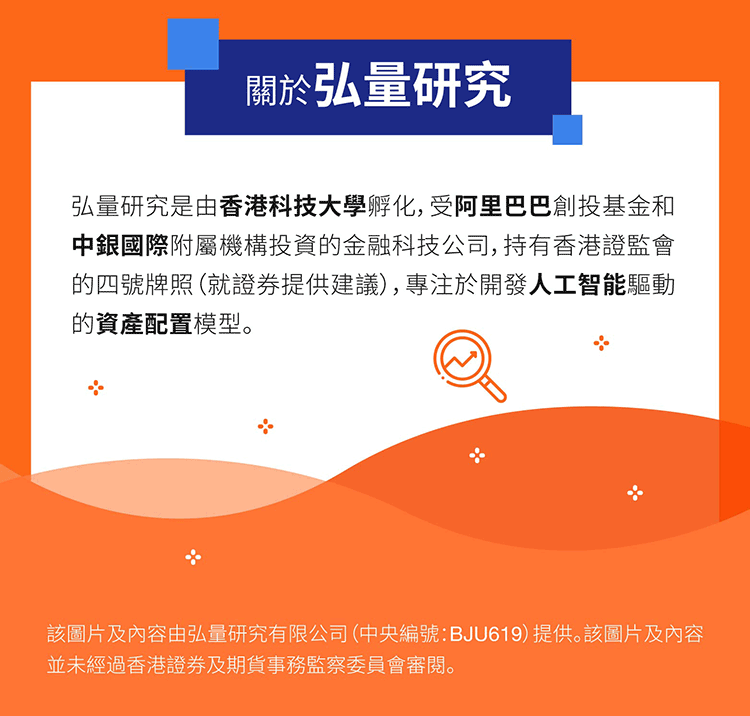 關於弘量研究
弘量研究是由香港科技大學孵化,受阿里巴巴創投基金和
中銀國際附屬機構投資的金融科技公司,持有香港證監會
的四號牌照(就證券提供建議),專注於開發人工智能驅動
的資產配置模型。
該圖片及內容由弘量研究有限公司(中央編號:BJU619)提供。該圖片及內容
並未經過香港證券及期貨事務監察委員會審閱。